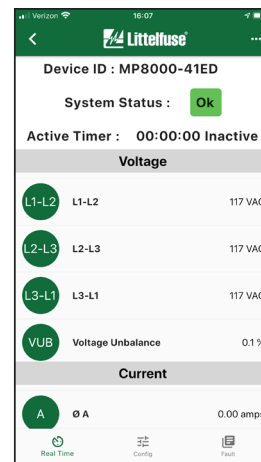 Verizon 16:07
Littelfuse®
Device ID : MP8000-41ED
System Status : Ok
Active Timer : 00:00:00 Inactive
Voltage
L1-L2 L1-L2 117 VAC
L2-L3 L2-L3 117 VAC
L3-L1 L3-L1 117 VAC
VUB Voltage Unbalance 0.1 %
Current
A Ø A 0.00 amps
Real Time Config Fault